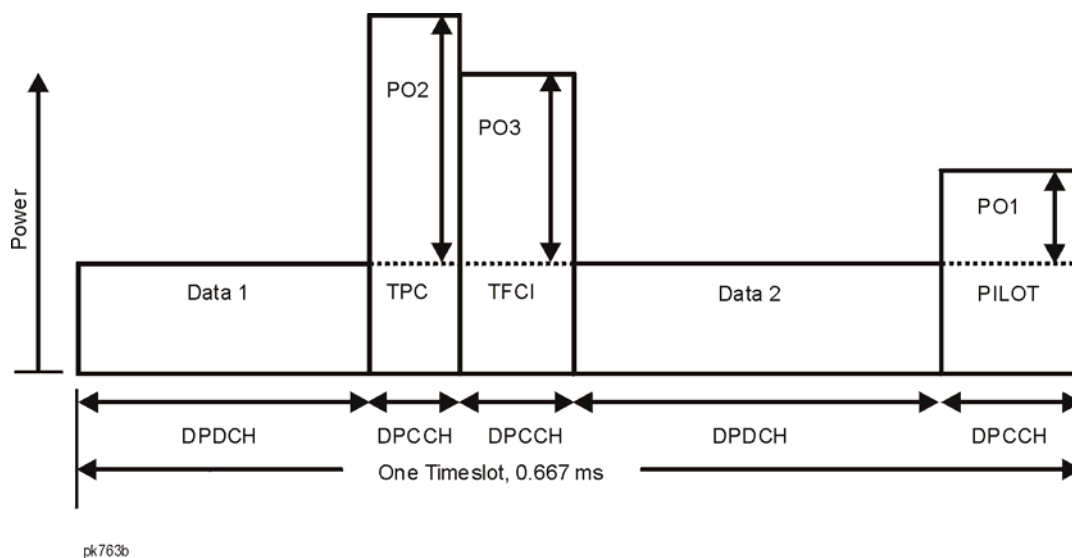 PO2
PO3
PO1
Power
Data 1
TPC
TFCI
Data 2
PILOT
DPDCH
DPCCH
DPCCH
DPDCH
DPCCH
One Timeslot, 0.667 ms
pk763b